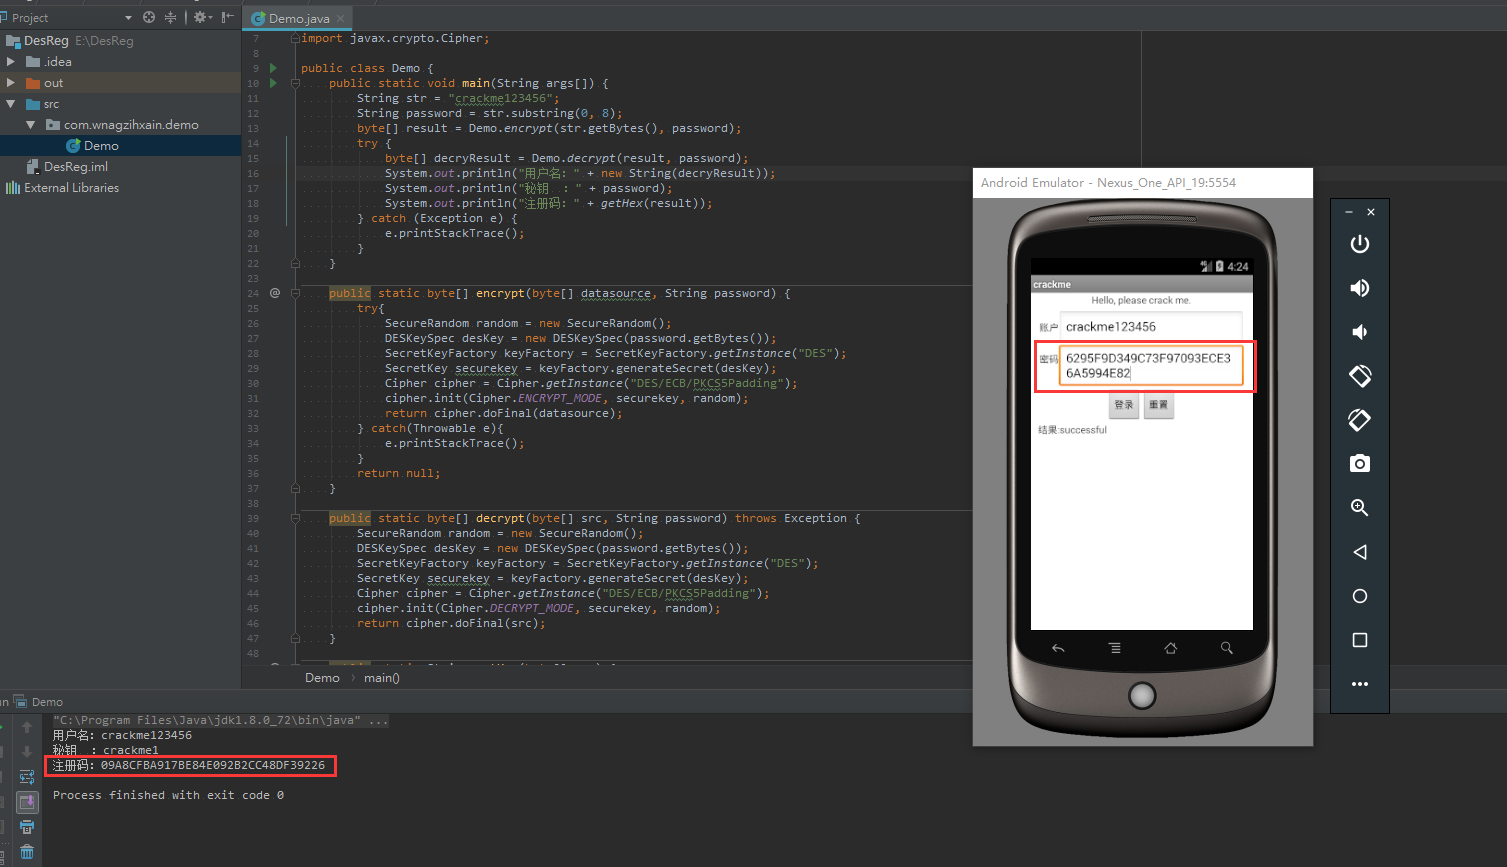 Project
Demo.java
DesReg E:\DesReg
.idea
out
src
com.wnagzihxain.demo
Demo
DesReg.iml
External Libraries
7 import javax.crypto.Cipher;
8
9 public class Demo {
10 public static void main(String args[]) {
11 String str = "crackme123456";
12 String password = str.substring(0, 8);
13 byte[] result = Demo.encrypt(str.getBytes(), password);
14 try {
15 byte[] decryResult = Demo.decrypt(result, password);
16 System.out.println("用户名: " + new String(decryResult));
17 System.out.println("秘钥  : " + password);
18 System.out.println("注册码: " + getHex(result));
19 } catch (Exception e) {
20 e.printStackTrace();
21 }
22 }
23
24 @ public static byte[] encrypt(byte[] datasource, String password) {
25 try{
26 SecureRandom random = new SecureRandom();
27 DESKeySpec desKey = new DESKeySpec(password.getBytes());
28 SecretKeyFactory keyFactory = SecretKeyFactory.getInstance("DES");
29 SecretKey securekey = keyFactory.generateSecret(desKey);
30 Cipher cipher = Cipher.getInstance("DES/ECB/PKCS5Padding");
31 cipher.init(Cipher.ENCRYPT_MODE, securekey, random);
32 return cipher.doFinal(datasource);
33 } catch(Throwable e){
34 e.printStackTrace();
35 }
36 return null;
37 }
38
39 public static byte[] decrypt(byte[] src, String password) throws Exception {
40 SecureRandom random = new SecureRandom();
41 DESKeySpec desKey = new DESKeySpec(password.getBytes());
42 SecretKeyFactory keyFactory = SecretKeyFactory.getInstance("DES");
43 SecretKey securekey = keyFactory.generateSecret(desKey);
44 Cipher cipher = Cipher.getInstance("DES/ECB/PKCS5Padding");
45 cipher.init(Cipher.DECRYPT_MODE, securekey, random);
46 return cipher.doFinal(src);
47 }
48
Demo › main()
Android Emulator - Nexus_One_API_19:5554
4G 4:24
crackme
Hello, please crack me.
账户 crackme123456
密码 6295F9D349C73F97093ECE3
6A5994E82
登录 重置
结果:successful
Demo
"C:\Program Files\Java\jdk1.8.0_72\bin\java" ...
用户名: crackme123456
秘钥  : crackme1
注册码: 09A8CFBA917BE84E092B2CC48DF39226
Process finished with exit code 0